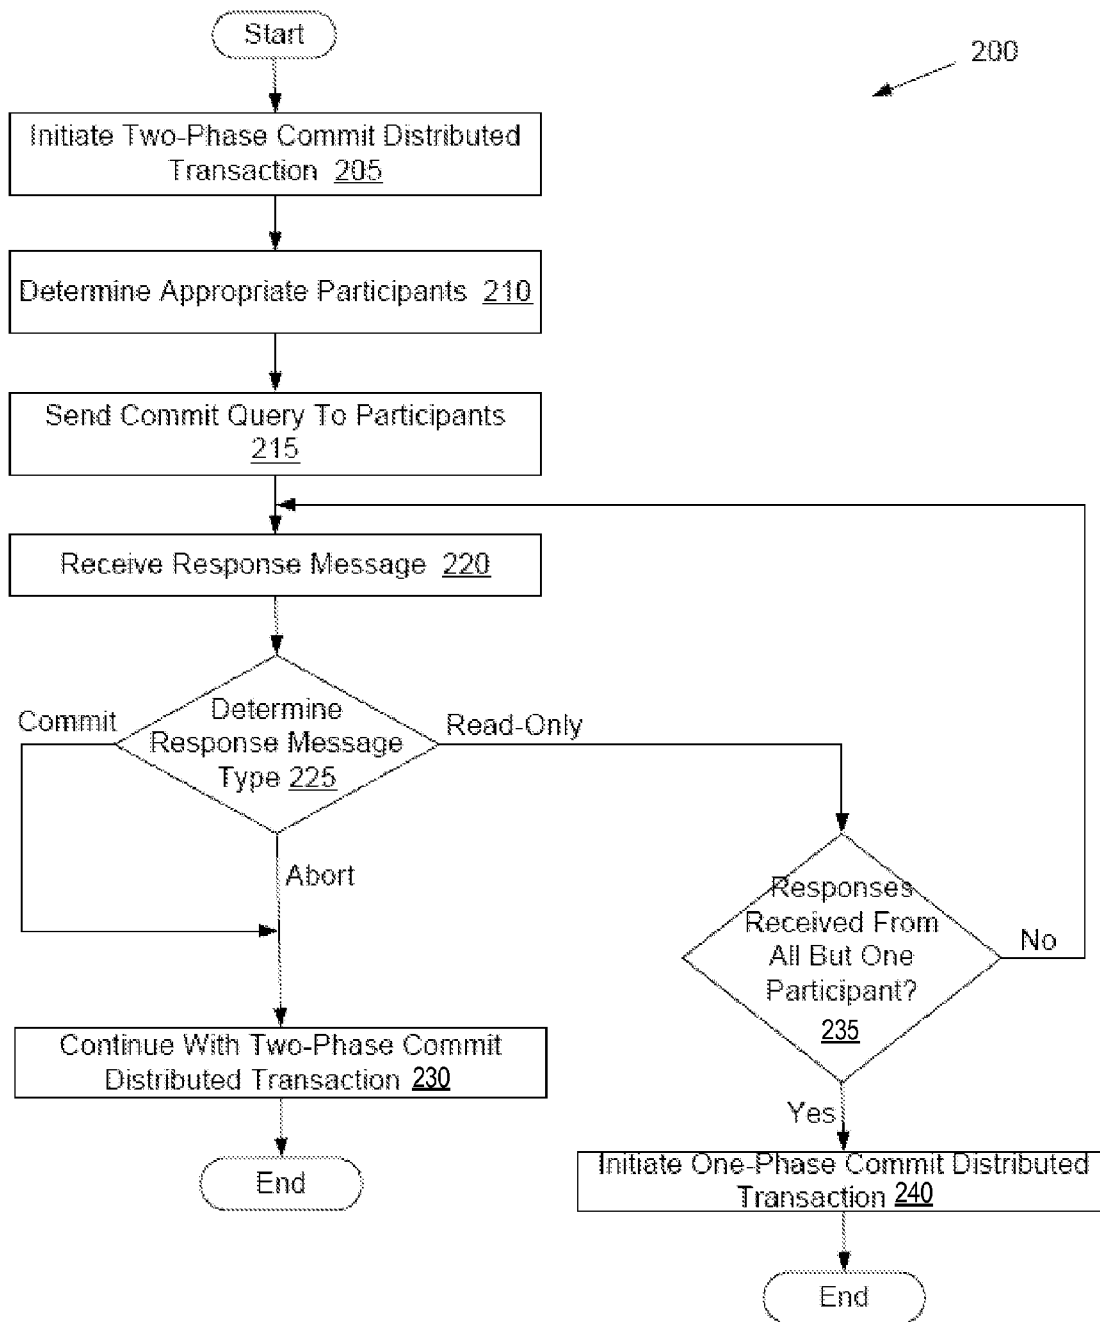 Start
200
Initiate Two-Phase Commit Distributed
Transaction 205
Determine Appropriate Participants 210
Send Commit Query To Participants
215
Receive Response Message 220
Commit
Determine
Response Message
Type 225
Read-Only
Abort
Responses
Received From
All But One
Participant?
235
No
Continue With Two-Phase Commit
Distributed Transaction 230
Yes
End
Initiate One-Phase Commit Distributed
Transaction 240
End